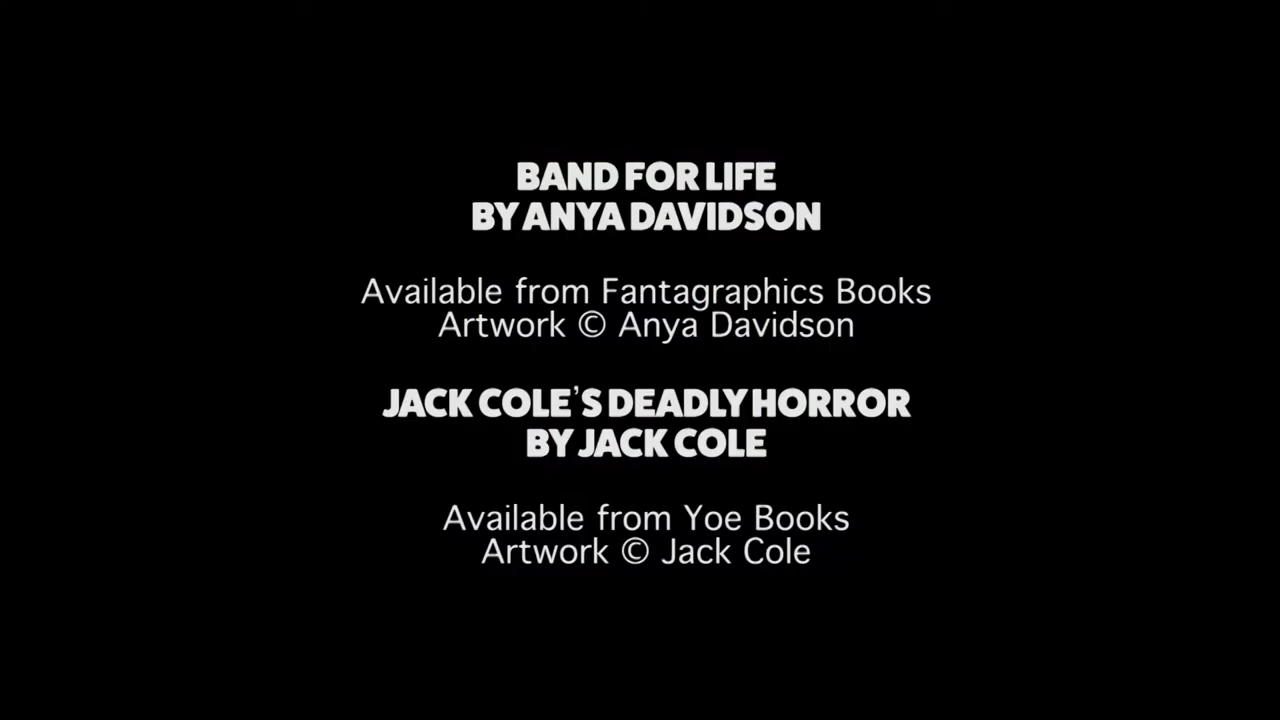 BAND FOR LIFE
BY ANYA DAVIDSON
Available from Fantagraphics Books
Artwork © Anya Davidson
JACK COLE'S DEADLY HORROR
BY JACK COLE
Available from Yoe Books
Artwork © Jack Cole